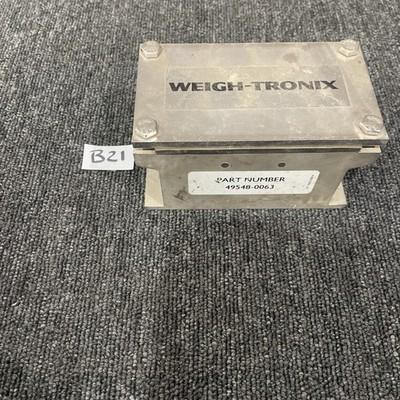 WEIGH-TRONIX
B21
PART NUMBER
49548-0063